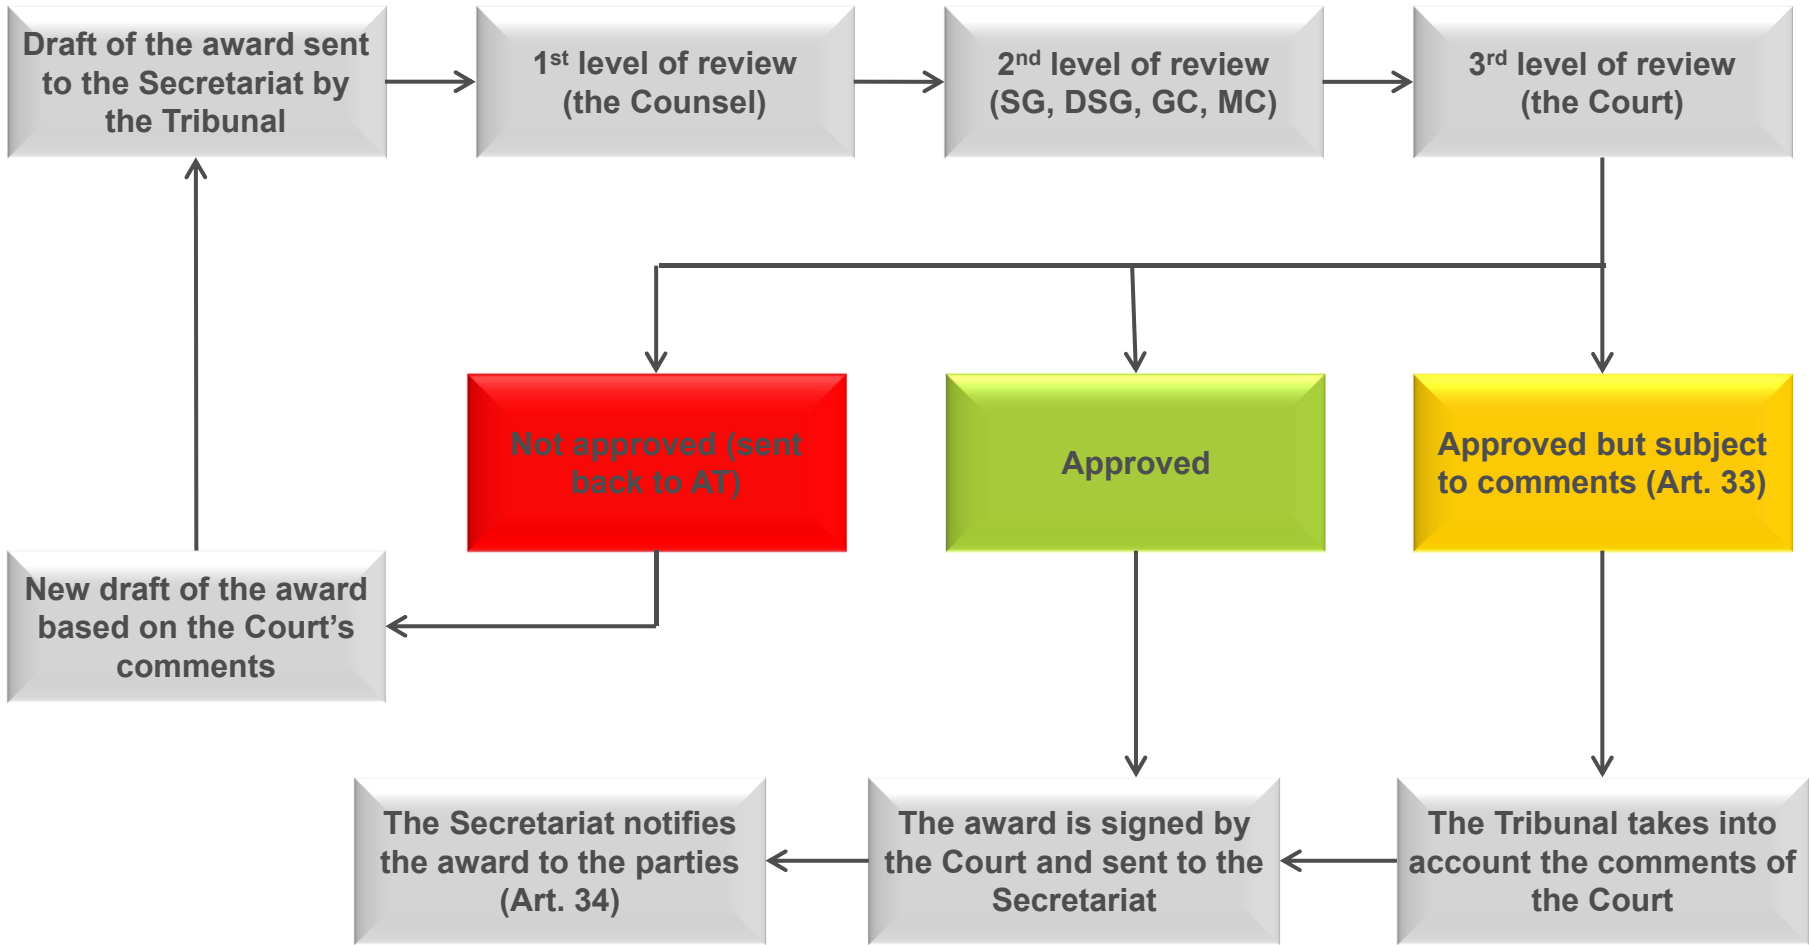 Draft of the award sent
to the Secretariat by
the Tribunal
1st level of review
(the Counsel)
2nd level of review
(SG, DSG, GC, MC)
3rd level of review
(the Court)
Not approved (sent
back to AT)
Approved
Approved but subject
to comments (Art. 33)
New draft of the award
based on the Court’s
comments
The Secretariat notifies
the award to the parties
(Art. 34)
The award is signed by
the Court and sent to the
Secretariat
The Tribunal takes into
account the comments of
the Court